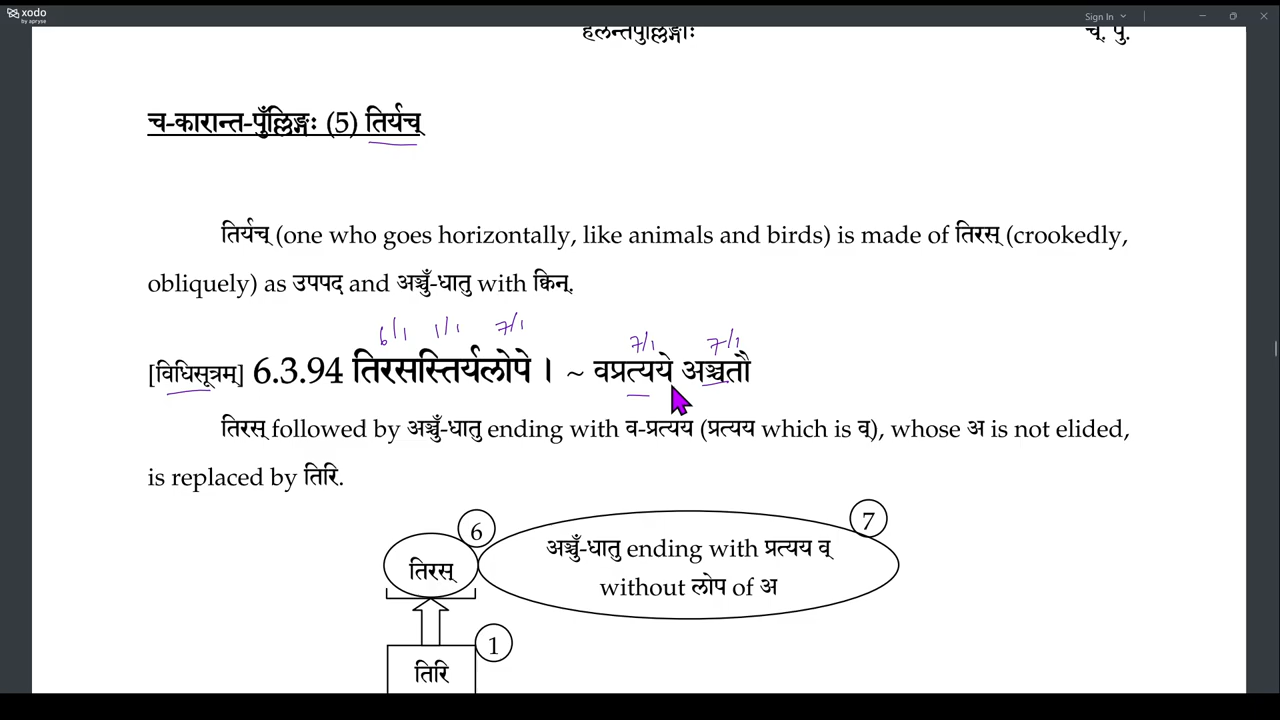 xodo
by apryse
Sign In
हलन्तपुँल्लिङ्गाः च्. पु.
च-कारान्त-पुँल्लिङ्गः (5) तिर्यच्
तिर्यच् (one who goes horizontally, like animals and birds) is made of तिरस् (crookedly,
obliquely) as उपपद and अञ्चुँ-धातु with क्विन्.
6/1 1/1 7/1 7/1 7/1
[विधिसूत्रम्] 6.3.94 तिरसस्तिर्यलोपे । ~ वप्रत्यये अञ्चतौ
तिरस् followed by अञ्चुँ-धातु ending with व-प्रत्यय (प्रत्यय which is व्), whose अ is not elided,
is replaced by तिरि.
6 7
अञ्चुँ-धातु ending with प्रत्यय व्
तिरस्
without लोप of अ
1
तिरि